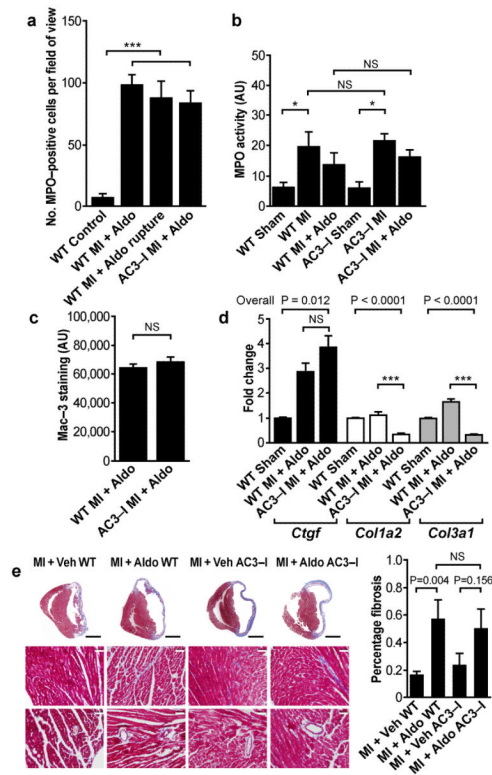 a
No. MPO–positive cells per field of view
150
100
50
0
***
WT Control
WT MI + Aldo
WT MI + Aldo rupture
AC3–I MI + Aldo
b
MPO activity (AU)
50
40
30
20
10
0
NS
NS
*
*
WT Sham
WT MI
WT MI + Aldo
AC3–I Sham
AC3–I MI
AC3–I MI + Aldo
c
Mac–3 staining (AU)
100,000
80,000
60,000
40,000
20,000
0
NS
WT MI + Aldo
AC3–I MI + Aldo
d
Overall P = 0.012 P < 0.0001 P < 0.0001
NS
***
***
Fold change
5
4
3
2
1
0
WT Sham
WT MI + Aldo
AC3–I MI + Aldo
WT Sham
WT MI + Aldo
AC3–I MI + Aldo
WT Sham
WT MI + Aldo
AC3–I MI + Aldo
Ctgf Col1a2 Col3a1
e
MI + Veh WT MI + Aldo WT MI + Veh AC3–I MI + Aldo AC3–I
Percentage fibrosis
1.0
0.8
0.6
0.4
0.2
0
NS
P=0.004 P=0.156
MI + Veh WT
MI + Aldo WT
MI + Veh AC3–I
MI + Aldo AC3–I